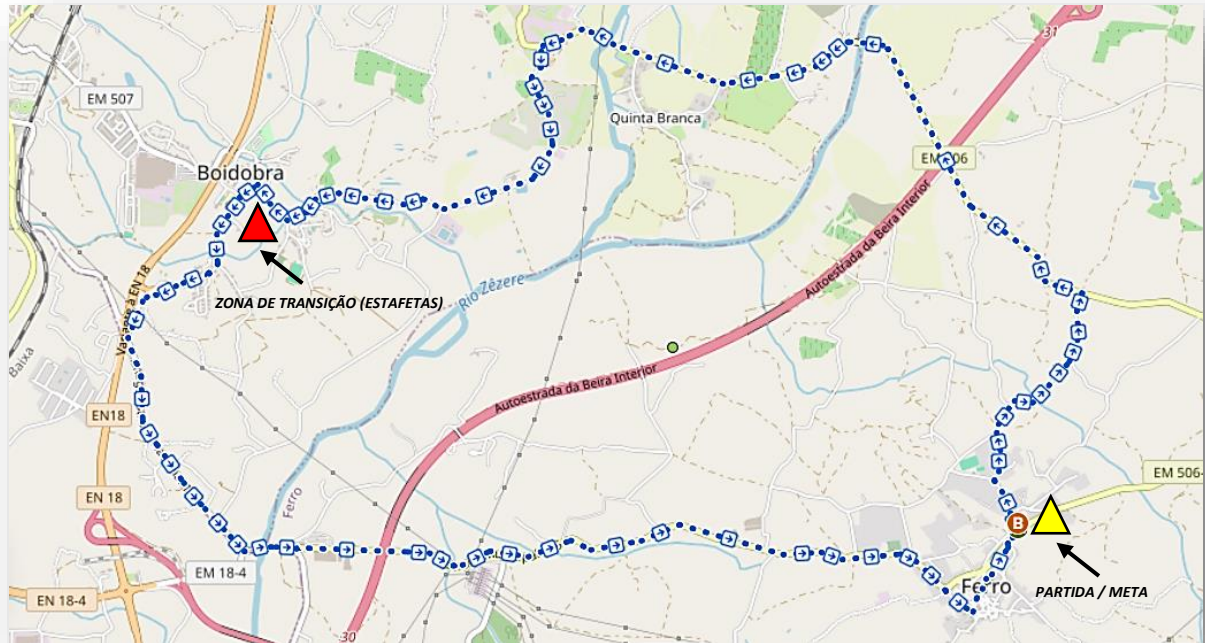 31
EM 507
Quinta Branca
EM 506
Boidobra
Autoestrada da Beira Interior
Rio Zêzere
ZONA DE TRANSIÇÃO (ESTAFETAS)
Variante à EN 18
Baixa
Autoestrada da Beira Interior
EN18
EM 506-
EN 18
Ferro
B
EM 18-4
EN 18-4
Ferro
PARTIDA / META
30